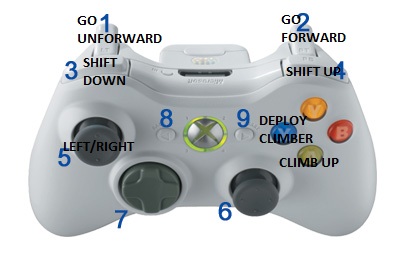 1
2
GO
UNFORWARD
GO
FORWARD
3
SHIFT
DOWN
SHIFT UP
4
8
9
DEPLOY
CLIMBER
Y
B
X
A
5
LEFT/RIGHT
CLIMB UP
7
6